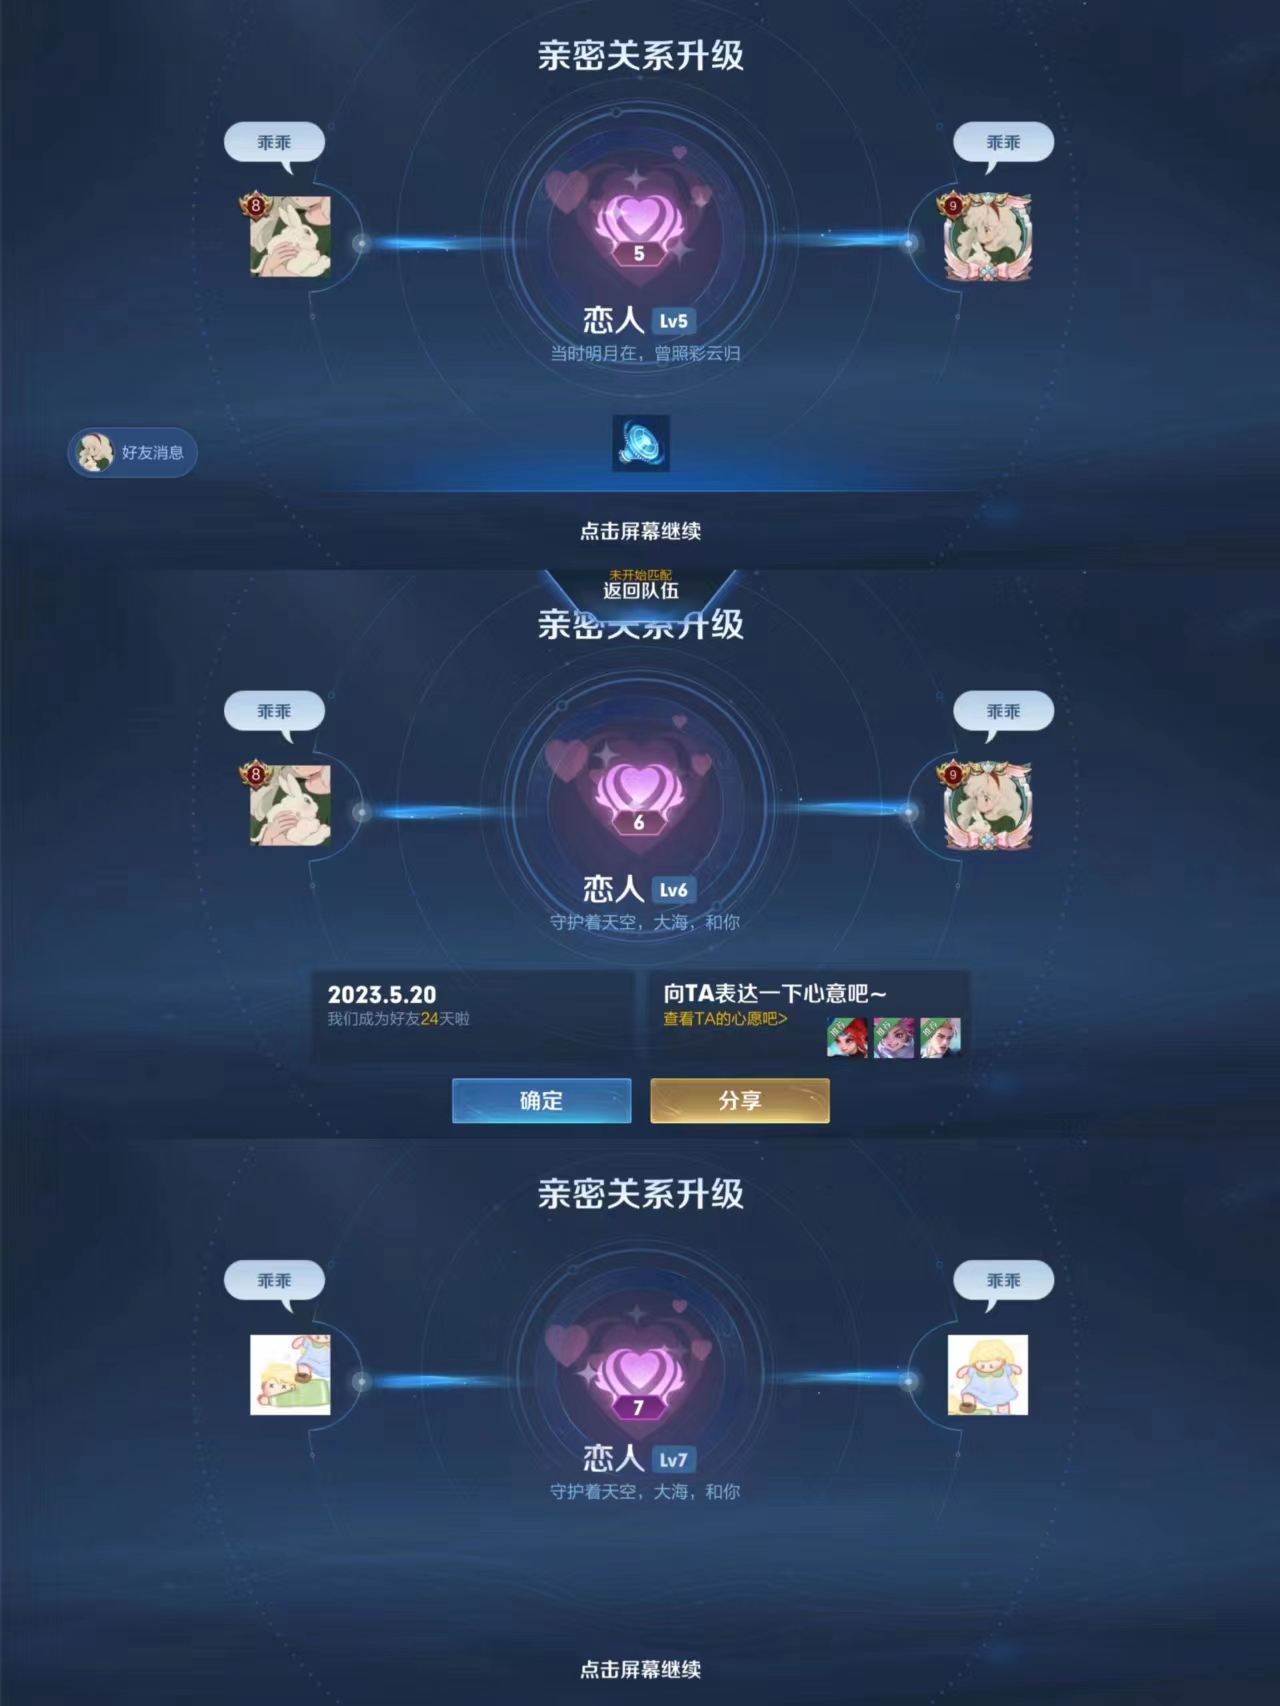 亲密关系升级
乖乖
乖乖
8
9
5
恋人 Lv5
当时明月在，曾照彩云归
好友消息
点击屏幕继续
未开始匹配
返回队伍
亲密关系升级
乖乖
乖乖
8
9
6
恋人 Lv6
守护着天空，大海，和你
2023.5.20
我们成为好友24天啦
向TA表达一下心意吧~
查看TA的心愿吧>
推荐 推荐 推荐
确定
分享
亲密关系升级
乖乖
乖乖
7
恋人 Lv7
守护着天空，大海，和你
点击屏幕继续